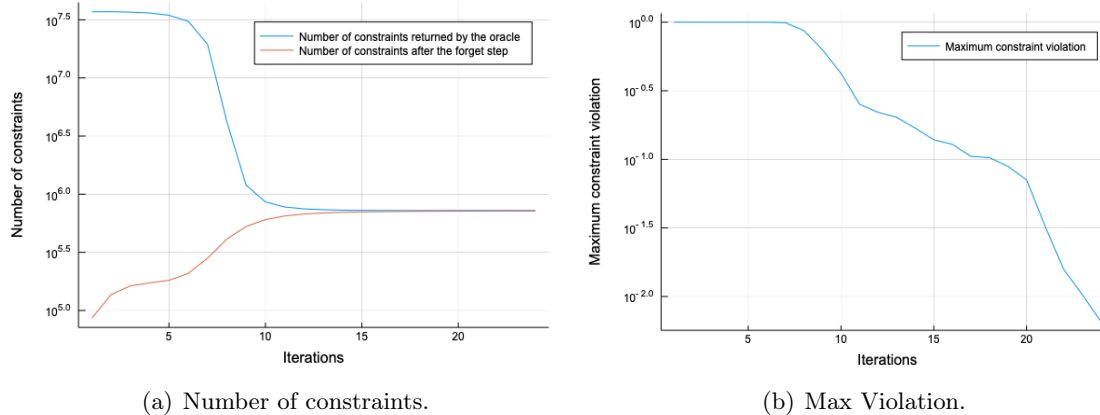 10^7.5
10^7.0
10^6.5
10^6.0
10^5.5
10^5.0
Number of constraints
Number of constraints returned by the oracle
Number of constraints after the forget step
5
10
15
20
Iterations
(a) Number of constraints.
10^0.0
10^-0.5
10^-1.0
10^-1.5
10^-2.0
Maximum constraint violation
Maximum constraint violation
5
10
15
20
Iterations
(b) Max Violation.